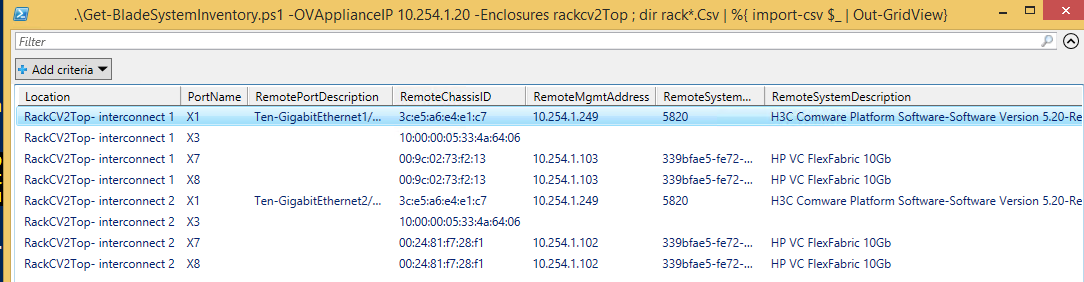 .\Get-BladeSystemInventory.ps1 -OVApplianceIP 10.254.1.20 -Enclosures rackcv2Top ; dir rack*.Csv | %{ import-csv $_ | Out-GridView}
Filter
Add criteria
Location PortName RemotePortDescription RemoteChassisID RemoteMgmtAddress RemoteSystem... RemoteSystemDescription
RackCV2Top- interconnect 1 X1 Ten-GigabitEthernet1/... 3c:e5:a6:e4:e1:c7 10.254.1.249 5820 H3C Comware Platform Software-Software Version 5.20-Re
RackCV2Top- interconnect 1 X3 10:00:00:05:33:4a:64:06
RackCV2Top- interconnect 1 X7 00:9c:02:73:f2:13 10.254.1.103 339bfae5-fe72-... HP VC FlexFabric 10Gb
RackCV2Top- interconnect 1 X8 00:9c:02:73:f2:13 10.254.1.103 339bfae5-fe72-... HP VC FlexFabric 10Gb
RackCV2Top- interconnect 2 X1 Ten-GigabitEthernet2/... 3c:e5:a6:e4:e1:c7 10.254.1.249 5820 H3C Comware Platform Software-Software Version 5.20-Re
RackCV2Top- interconnect 2 X3 10:00:00:05:33:4a:64:06
RackCV2Top- interconnect 2 X7 00:24:81:f7:28:f1 10.254.1.102 339bfae5-fe72-... HP VC FlexFabric 10Gb
RackCV2Top- interconnect 2 X8 00:24:81:f7:28:f1 10.254.1.102 339bfae5-fe72-... HP VC FlexFabric 10Gb